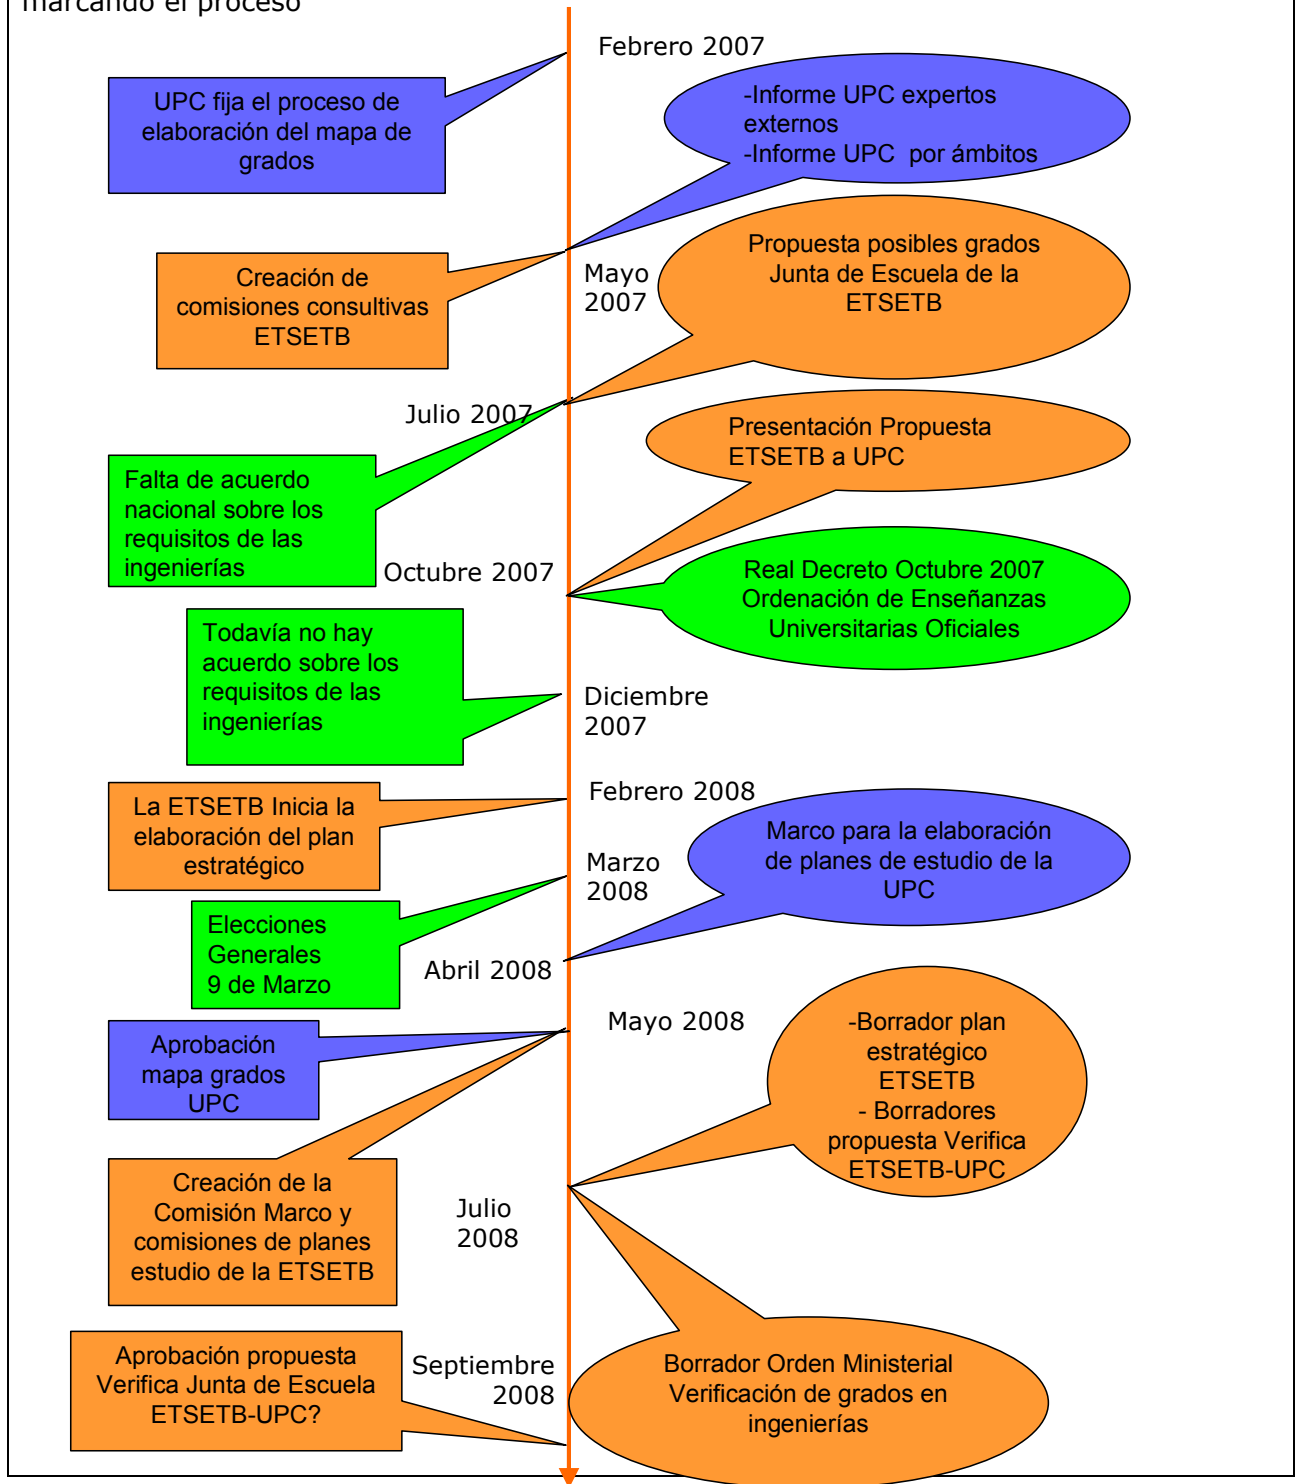 marcando el proceso
Febrero 2007
UPC fija el proceso de
elaboración del mapa de
grados
-Informe UPC expertos
externos
-Informe UPC por ámbitos
Creación de
comisiones consultivas
ETSETB
Mayo
2007
Propuesta posibles grados
Junta de Escuela de la
ETSETB
Julio 2007
Presentación Propuesta
ETSETB a UPC
Falta de acuerdo
nacional sobre los
requisitos de las
ingenierías
Octubre 2007
Real Decreto Octubre 2007
Ordenación de Enseñanzas
Universitarias Oficiales
Todavía no hay
acuerdo sobre los
requisitos de las
ingenierías
Diciembre
2007
La ETSETB Inicia la
elaboración del plan
estratégico
Febrero 2008
Marco para la elaboración
de planes de estudio de la
UPC
Marzo
2008
Elecciones
Generales
9 de Marzo
Abril 2008
Aprobación
mapa grados
UPC
Mayo 2008
-Borrador plan
estratégico
ETSETB
- Borradores
propuesta Verifica
ETSETB-UPC
Creación de la
Comisión Marco y
comisiones de planes
estudio de la ETSETB
Julio
2008
Aprobación propuesta
Verifica Junta de Escuela
ETSETB-UPC?
Septiembre
2008
Borrador Orden Ministerial
Verificación de grados en
ingenierías